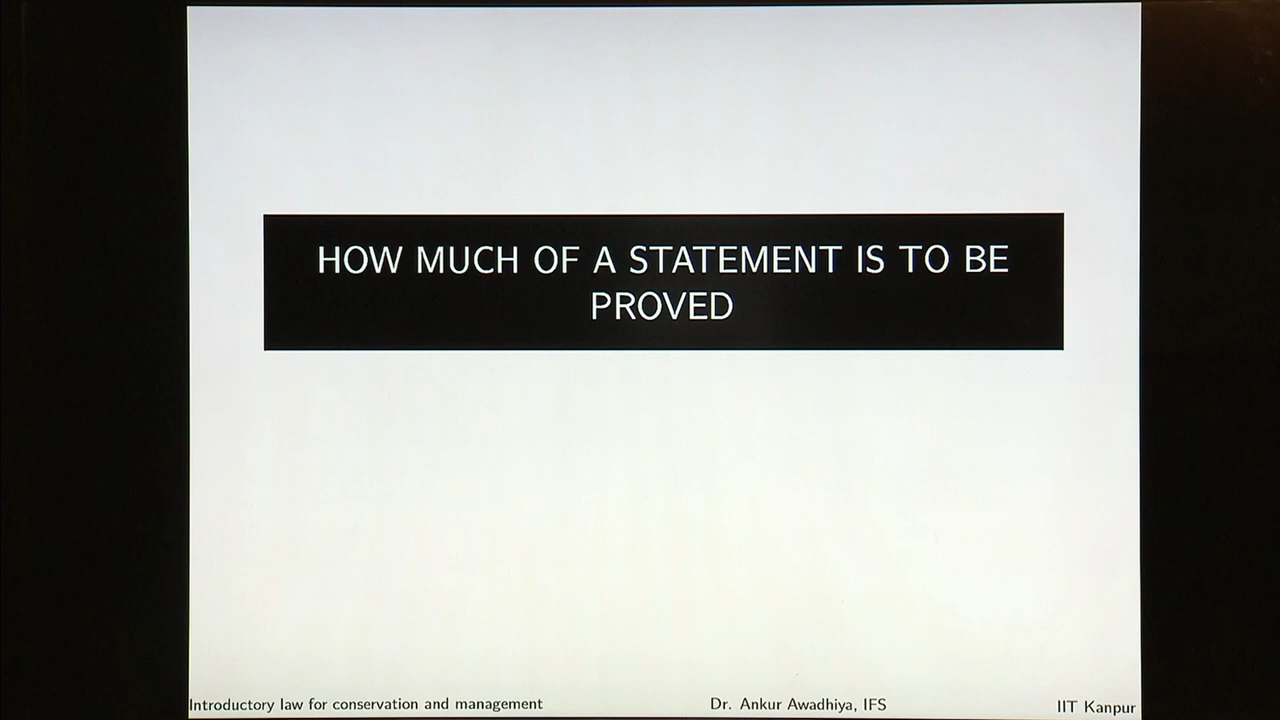 HOW MUCH OF A STATEMENT IS TO BE
PROVED
Introductory law for conservation and management Dr. Ankur Awadhiya, IFS IIT Kanpur